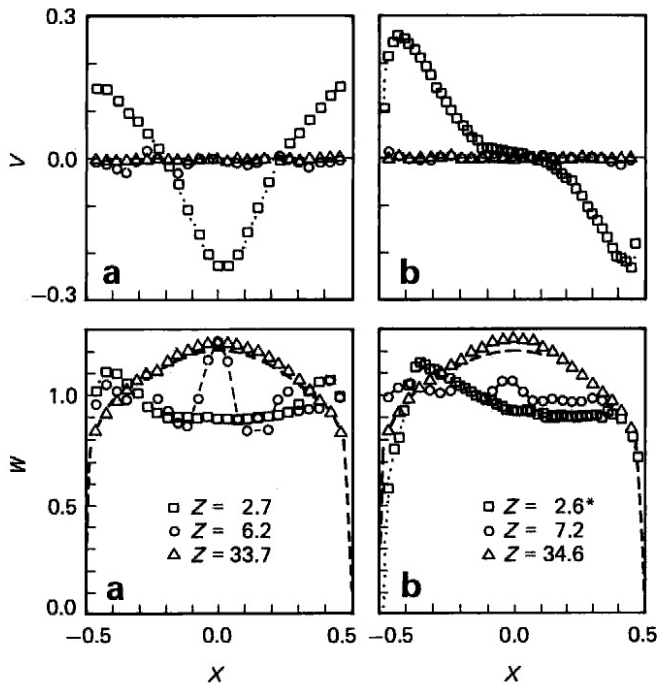 0.3
V
0.0
−0.3
a
b
W
1.0
0.5
0.0
□ Z = 2.7
○ Z = 6.2
△ Z = 33.7
a
□ Z = 2.6*
○ Z = 7.2
△ Z = 34.6
b
−0.5 0.0 0.5 −0.5 0.0 0.5
X X